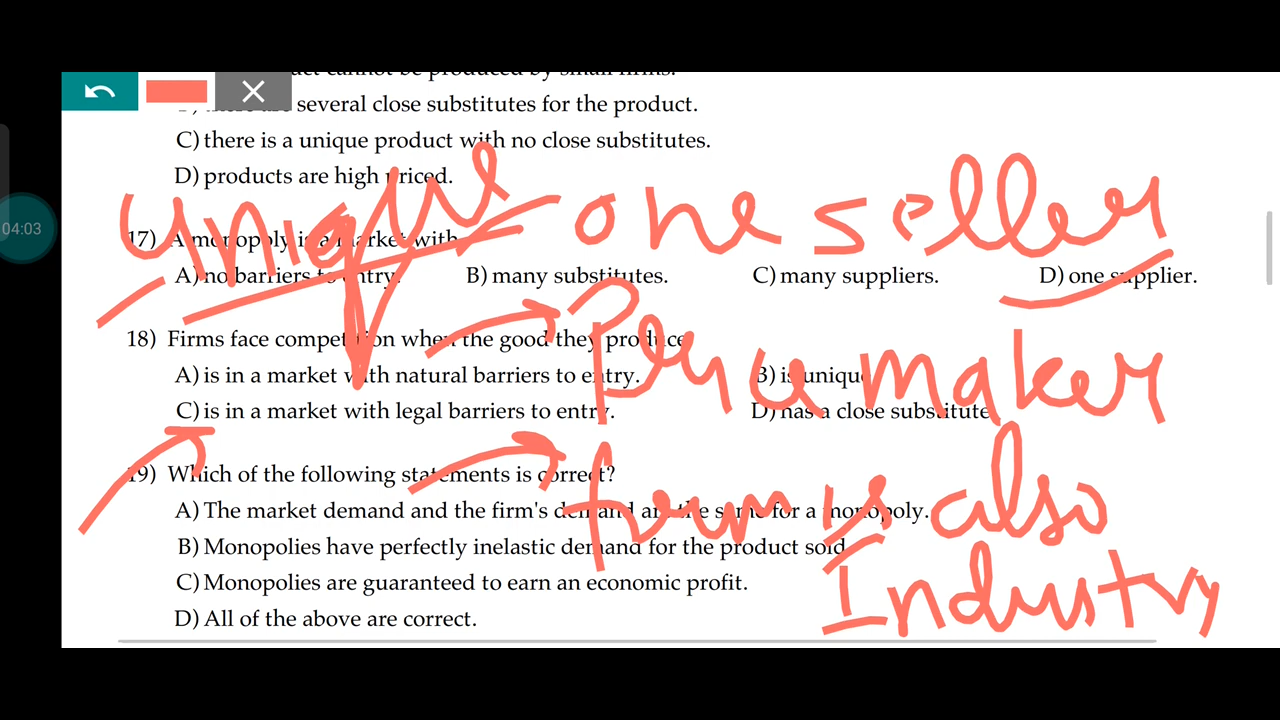 several close substitutes for the product.
C) there is a unique product with no close substitutes.
D) products are high priced.
unique one seller
17) A monopoly is a market with
A) no barriers to entry. B) many substitutes. C) many suppliers. D) one supplier.
04:03
18) Firms face competition when the good they produce
A) is in a market with natural barriers to entry. B) is unique
C) is in a market with legal barriers to entry. D) has a close substitute
Price maker
19) Which of the following statements is correct?
A) The market demand and the firm's demand are the same for a monopoly.
firm is also
B) Monopolies have perfectly inelastic demand for the product sold
Industry
C) Monopolies are guaranteed to earn an economic profit.
D) All of the above are correct.